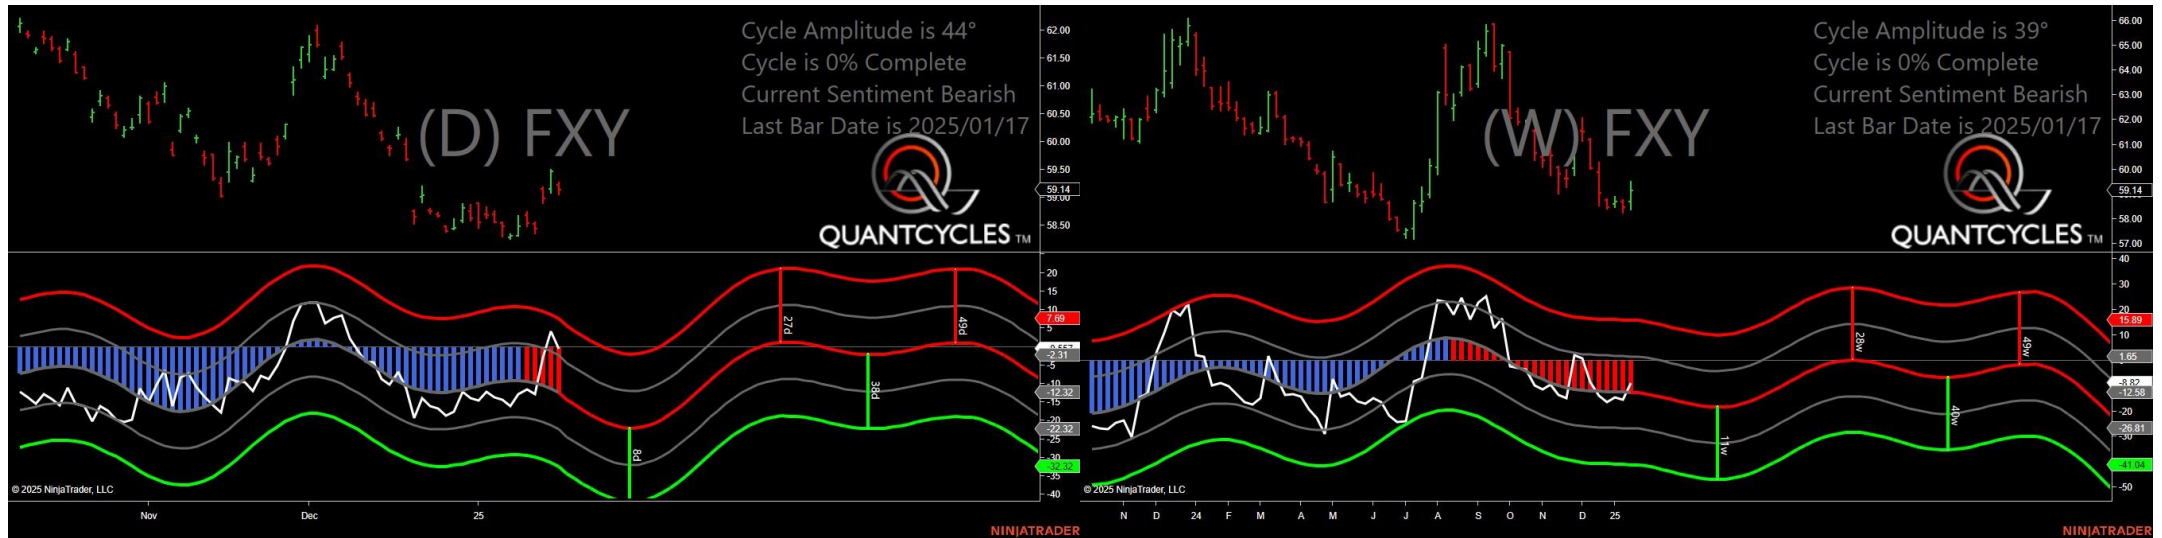 Cycle Amplitude is 44°
Cycle is 0% Complete
Current Sentiment Bearish
Last Bar Date is 2025/01/17
(D) FXY
QUANTCYCLES TM
62.00
61.50
61.00
60.50
60.00
59.50
59.14
59.00
58.50
20
15
10
7.69
5
-2.31
-5
-10
-12.32
-15
-20
-22.32
-25
-30
-32.32
-35
-40
27d
49d
38d
8d
© 2025 NinjaTrader, LLC
Nov
Dec
25
NINJATRADER
Cycle Amplitude is 39°
Cycle is 0% Complete
Current Sentiment Bearish
Last Bar Date is 2025/01/17
(W) FXY
QUANTCYCLES TM
66.00
65.00
64.00
63.00
62.00
61.00
60.00
59.14
58.00
57.00
40
30
20
15.89
10
1.65
-8.82
-12.58
-20
-26.81
-30
-41.04
-50
28w
49w
40w
11w
© 2025 NinjaTrader, LLC
N D 24 F M A M J J A S O N D 25
NINJATRADER